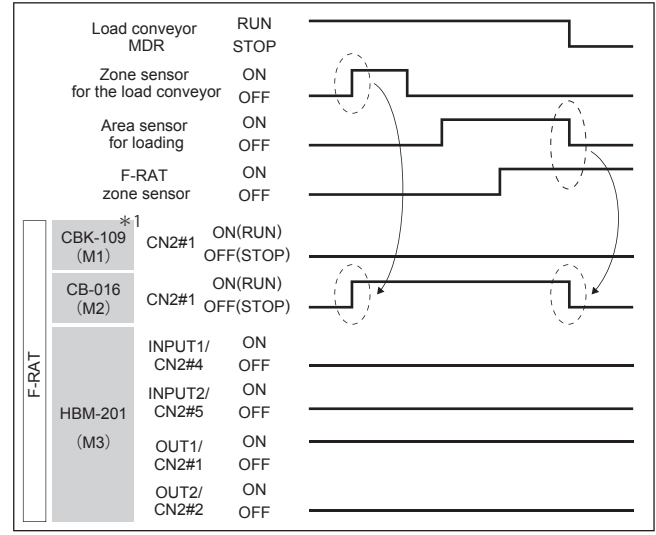 Load conveyor RUN
MDR STOP
Zone sensor ON
for the load conveyor OFF
Area sensor ON
for loading OFF
F-RAT ON
zone sensor OFF
F-RAT
*1
CBK-109 CN2#1 ON(RUN)
(M1) OFF(STOP)
CB-016 CN2#1 ON(RUN)
(M2) OFF(STOP)
HBM-201
(M3)
INPUT1/ ON
CN2#4 OFF
INPUT2/ ON
CN2#5 OFF
OUT1/ ON
CN2#1 OFF
OUT2/ ON
CN2#2 OFF